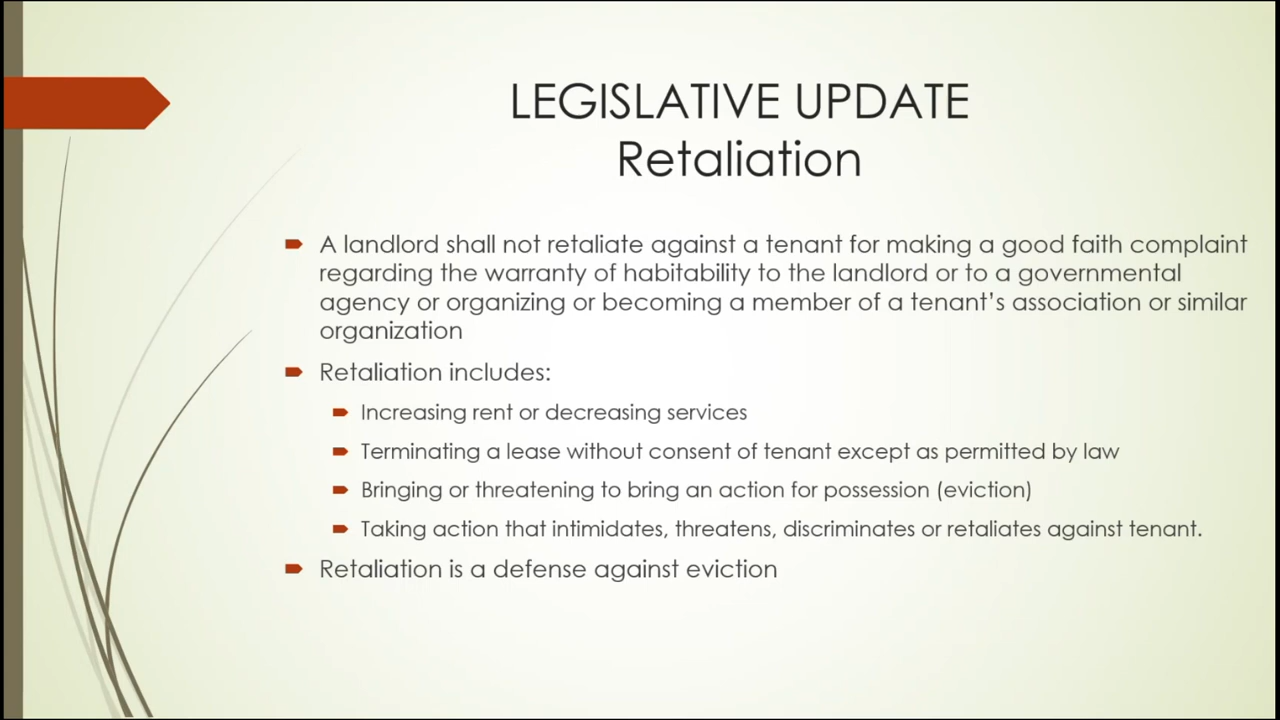 LEGISLATIVE UPDATE
Retaliation
A landlord shall not retaliate against a tenant for making a good faith complaint
regarding the warranty of habitability to the landlord or to a governmental
agency or organizing or becoming a member of a tenant’s association or similar
organization
Retaliation includes:
Increasing rent or decreasing services
Terminating a lease without consent of tenant except as permitted by law
Bringing or threatening to bring an action for possession (eviction)
Taking action that intimidates, threatens, discriminates or retaliates against tenant.
Retaliation is a defense against eviction